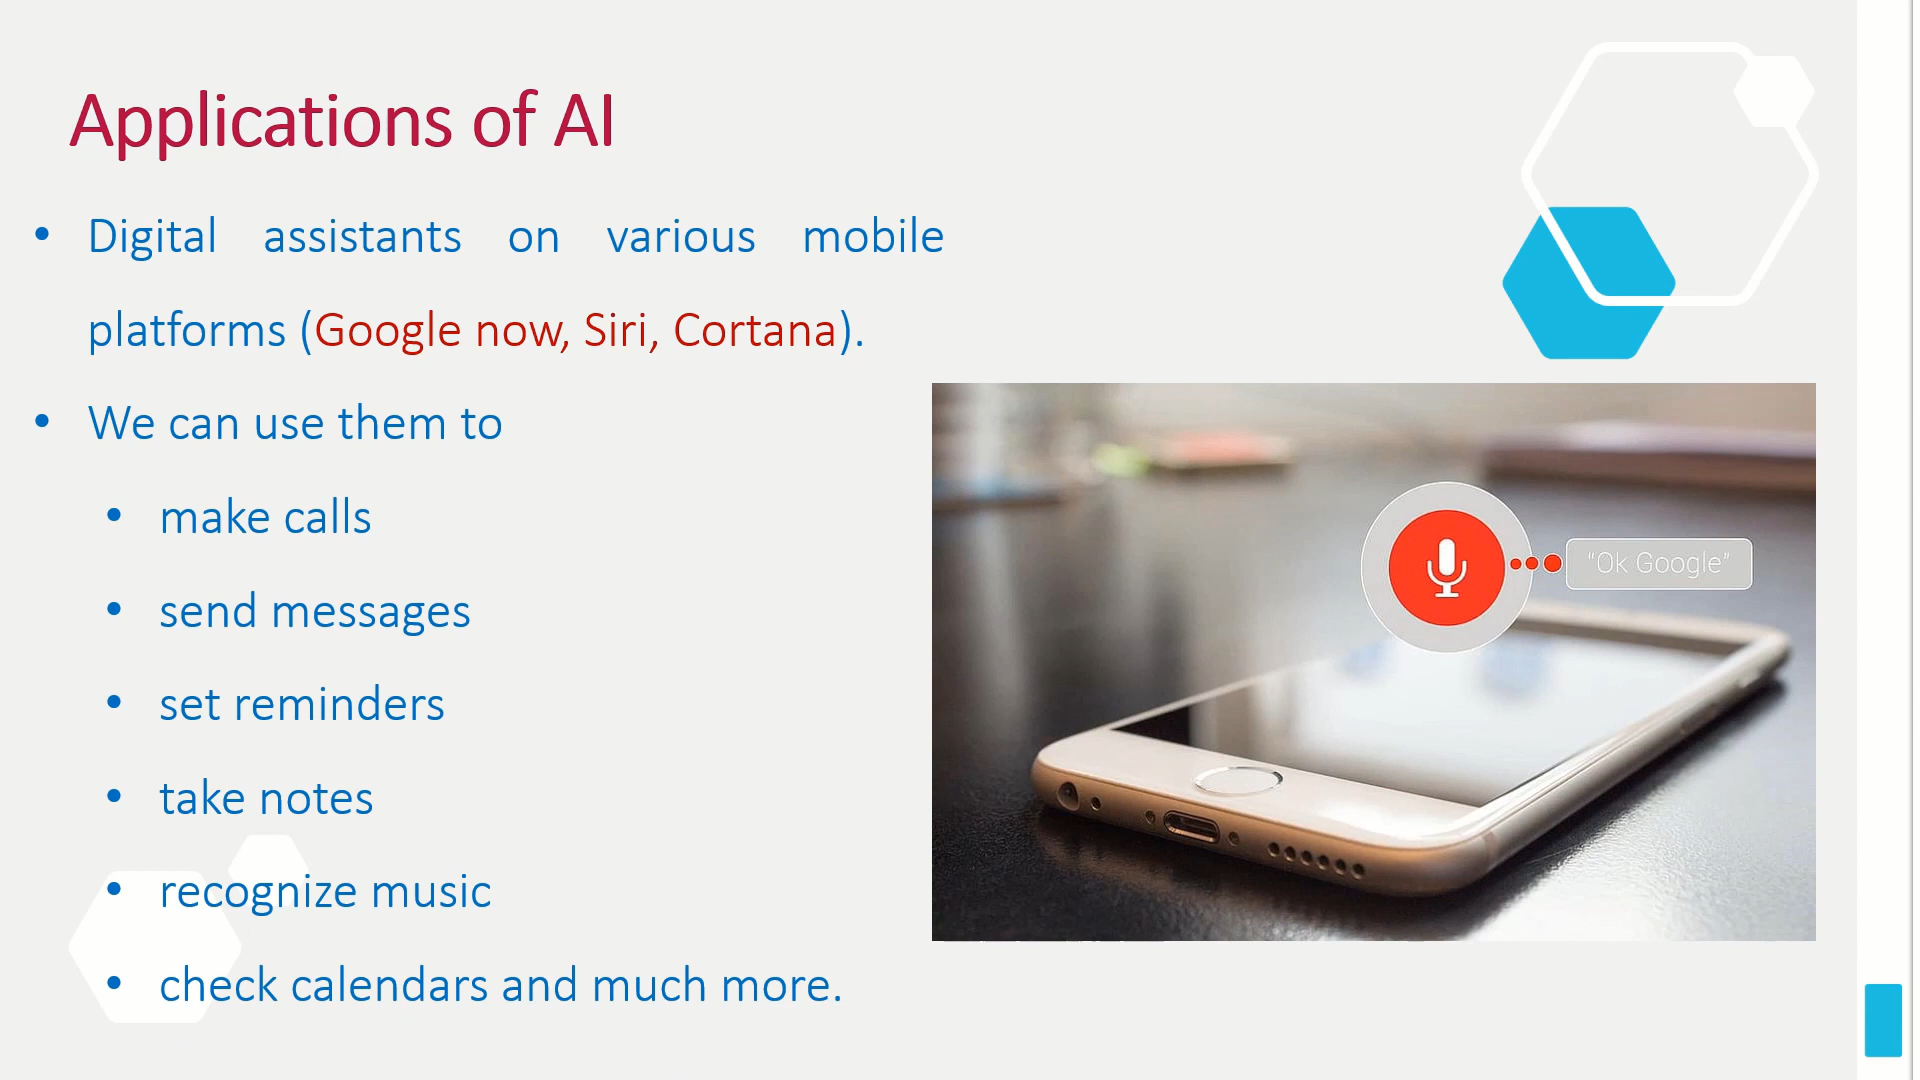 Applications of AI
• Digital assistants on various mobile
platforms (Google now, Siri, Cortana).
• We can use them to
• make calls
• send messages
• set reminders
• take notes
• recognize music
• check calendars and much more.
“Ok Google”